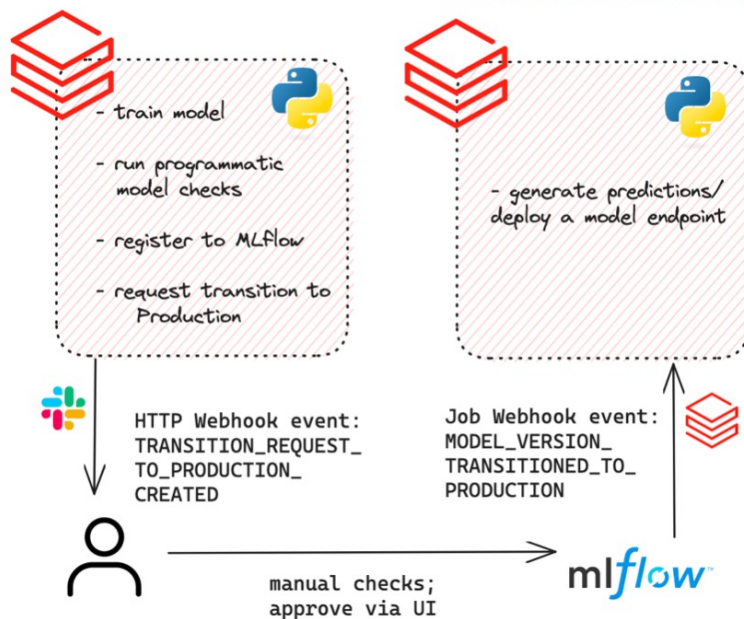 - train model
- run programmatic
model checks
- register to MLflow
- request transition to
Production
- generate predictions/
deploy a model endpoint
HTTP Webhook event:
TRANSITION_REQUEST_
TO_PRODUCTION_
CREATED
Job Webhook event:
MODEL_VERSION_
TRANSITIONED_TO_
PRODUCTION
manual checks;
approve via UI
mlflow™